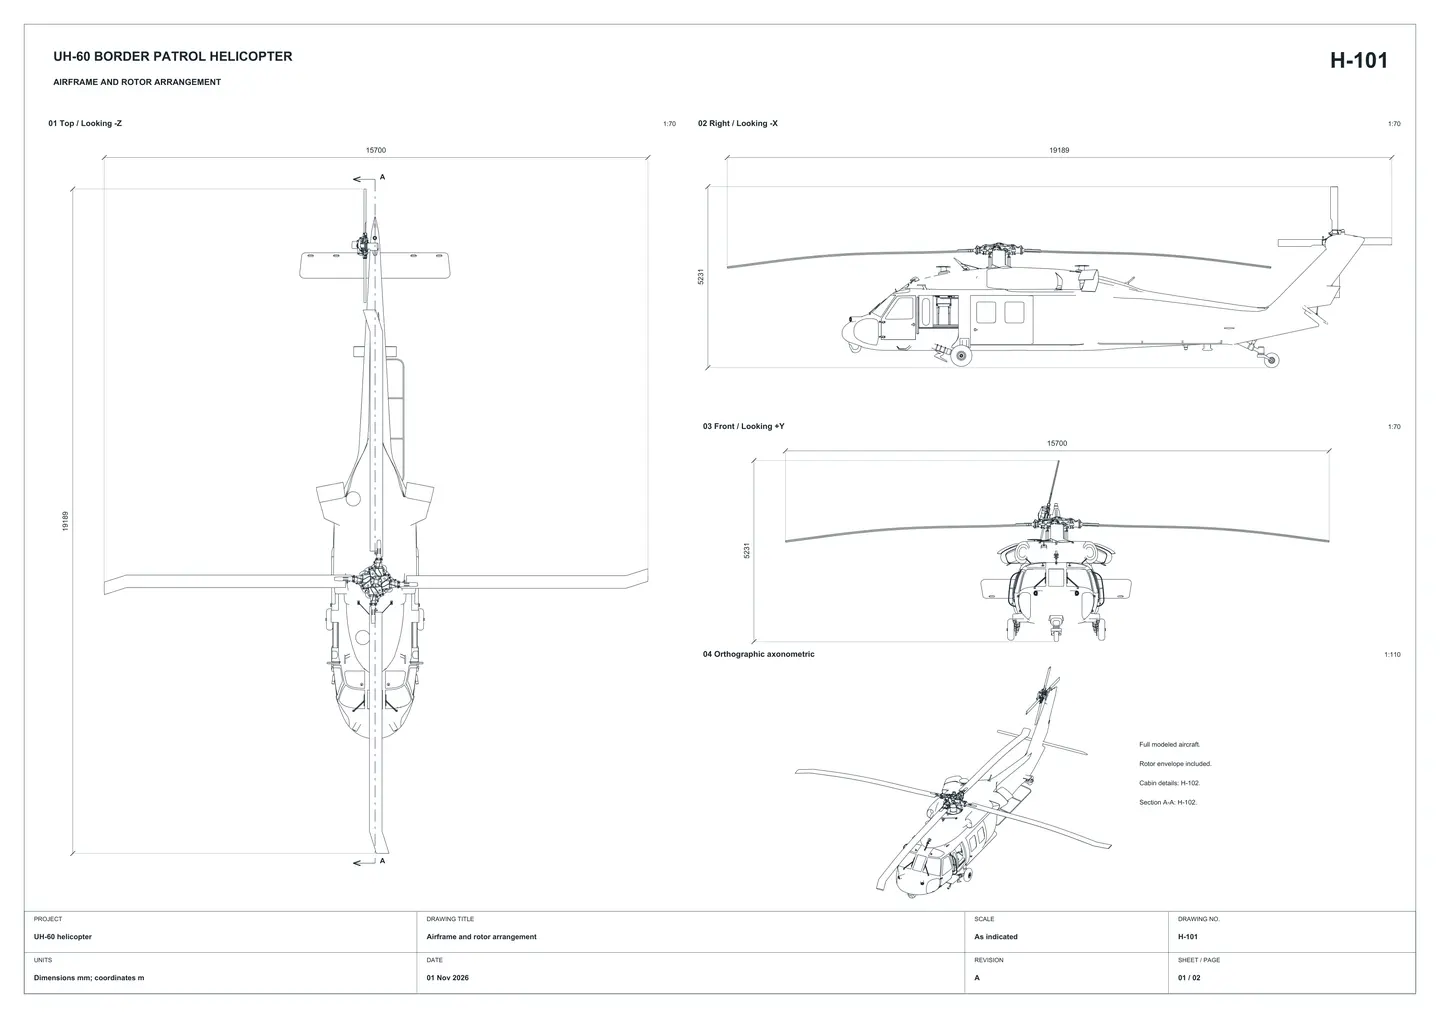 UH-60 BORDER PATROL HELICOPTER
H-101
AIRFRAME AND ROTOR ARRANGEMENT
01 Top / Looking -Z
1:70
15700
A
19189
A
02 Right / Looking -X
1:70
19189
5231
03 Front / Looking +Y
1:70
15700
5231
04 Orthographic axonometric
1:110
Full modeled aircraft.
Rotor envelope included.
Cabin details: H-102.
Section A-A: H-102.
PROJECT
UH-60 helicopter
DRAWING TITLE
Airframe and rotor arrangement
SCALE
As indicated
DRAWING NO.
H-101
UNITS
Dimensions mm; coordinates m
DATE
01 Nov 2026
REVISION
A
SHEET / PAGE
01 / 02